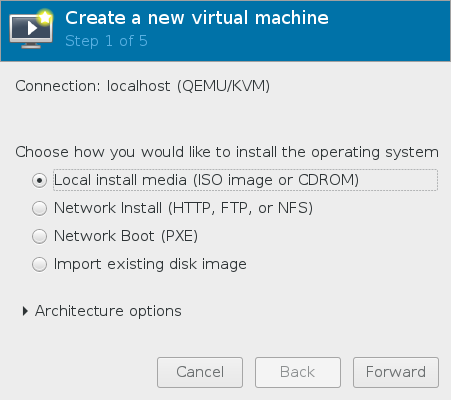 Create a new virtual machine
Step 1 of 5
Connection: localhost (QEMU/KVM)
Choose how you would like to install the operating system
Local install media (ISO image or CDROM)
Network Install (HTTP, FTP, or NFS)
Network Boot (PXE)
Import existing disk image
Architecture options
Cancel Back Forward